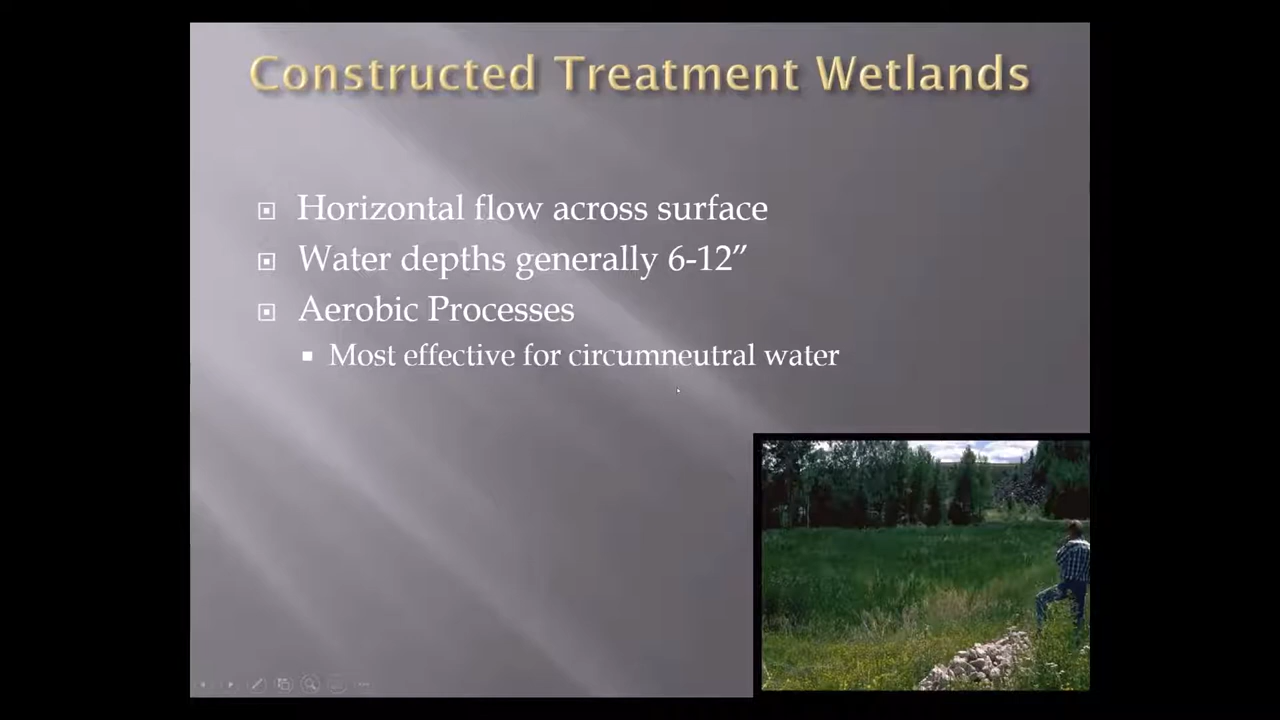 Constructed Treatment Wetlands
Horizontal flow across surface
Water depths generally 6-12”
Aerobic Processes
Most effective for circumneutral water